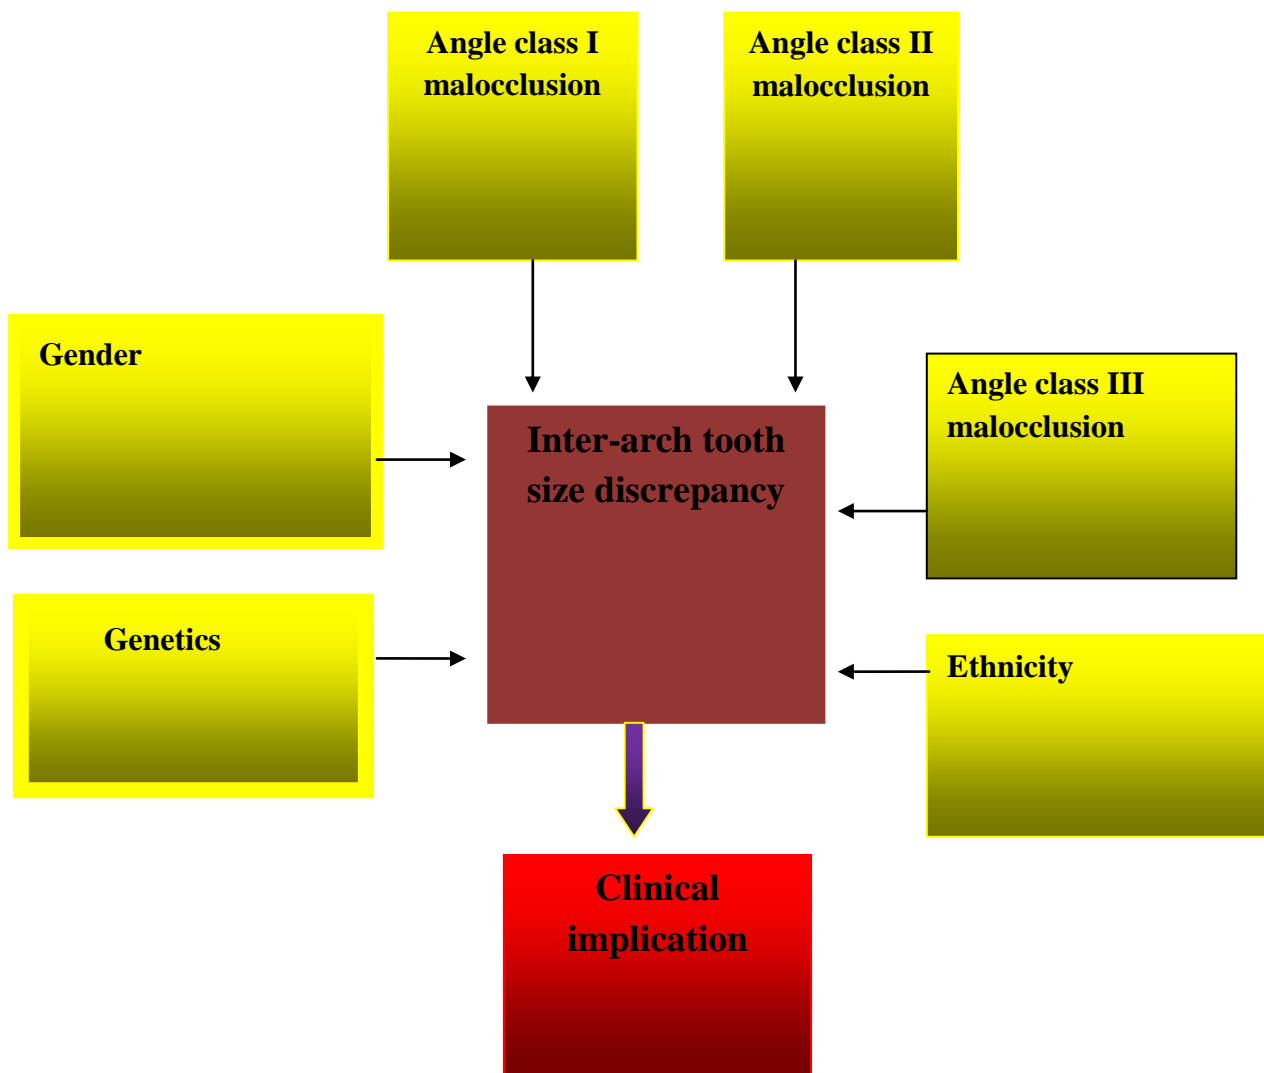 Angle class I
malocclusion
Angle class II
malocclusion
Gender
Angle class III
malocclusion
Inter-arch tooth
size discrepancy
Genetics
Ethnicity
Clinical
implication